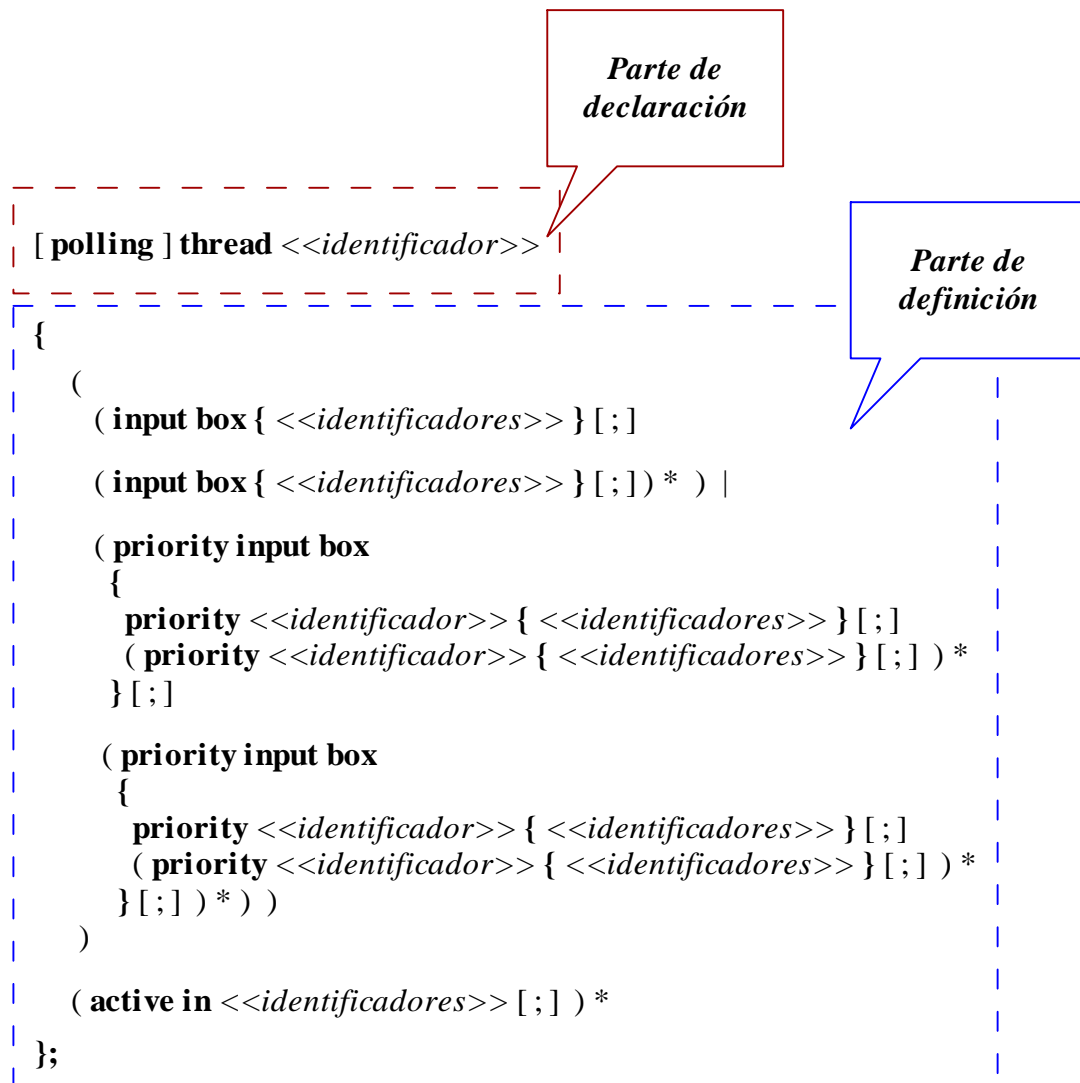 Parte de
declaración
[ polling ] thread <<identificador>>
Parte de
definición
{
(
( input box { <<identificadores>> } [ ; ]
( input box { <<identificadores>> } [ ; ] ) * ) |
( priority input box
{
priority <<identificador>> { <<identificadores>> } [ ; ]
( priority <<identificador>> { <<identificadores>> } [ ; ] ) *
} [ ; ]
( priority input box
{
priority <<identificador>> { <<identificadores>> } [ ; ]
( priority <<identificador>> { <<identificadores>> } [ ; ] ) *
} [ ; ] ) * ) )
)
( active in <<identificadores>> [ ; ] ) *
};